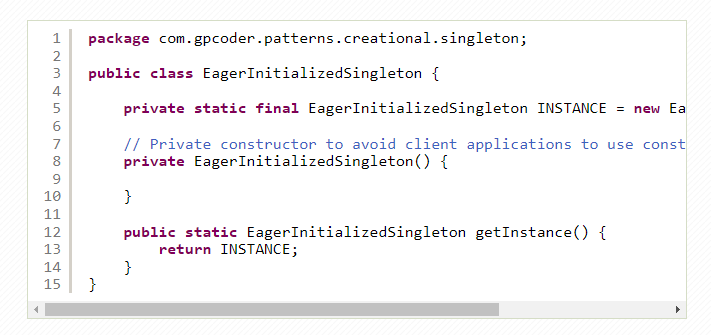 1 package com.gpcoder.patterns.creational.singleton;
2
3 public class EagerInitializedSingleton {
4
5     private static final EagerInitializedSingleton INSTANCE = new Ea
6
7     // Private constructor to avoid client applications to use const
8     private EagerInitializedSingleton() {
9
10     }
11
12     public static EagerInitializedSingleton getInstance() {
13         return INSTANCE;
14     }
15 }